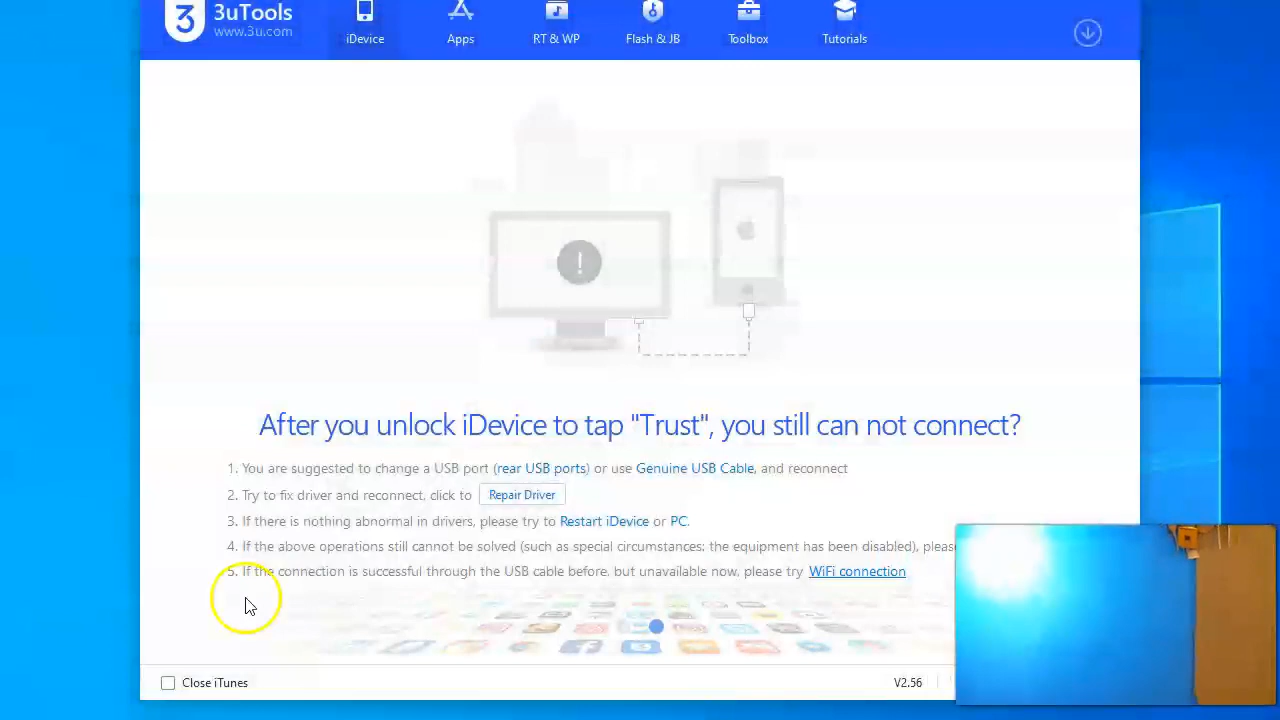 3 3uTools
www.3u.com
iDevice
Apps
RT & WP
Flash & JB
Toolbox
Tutorials
!
After you unlock iDevice to tap "Trust", you still can not connect?
1. You are suggested to change a USB port (rear USB ports) or use Genuine USB Cable, and reconnect
2. Try to fix driver and reconnect, click to Repair Driver
3. If there is nothing abnormal in drivers, please try to Restart iDevice or PC.
4. If the above operations still cannot be solved (such as special circumstances: the equipment has been disabled),
5. If the connection is successful through the USB cable before, but unavailable now, please try WiFi connection
Close iTunes
V2.56